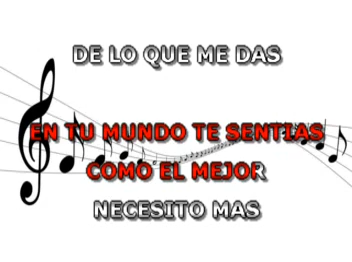 DE LO QUE ME DAS
EN TU MUNDO TE SENTIAS
COMO EL MEJOR
NECESITO MAS